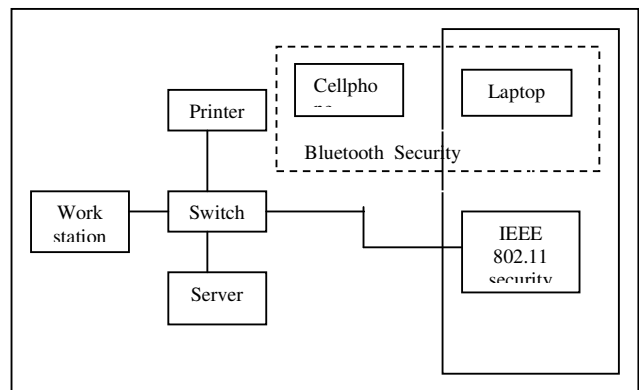 Cellpho
Laptop
Printer
Bluetooth Security
Work
station
Switch
IEEE
802.11
security
Server